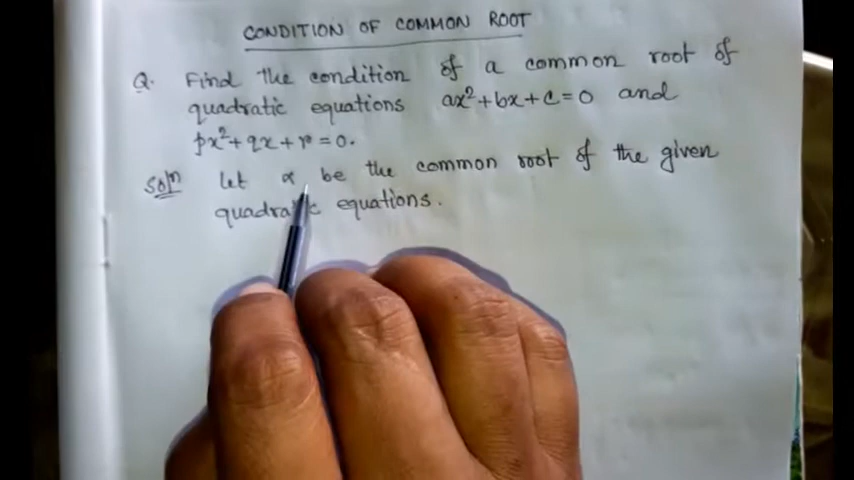 CONDITION OF COMMON ROOT
Q. Find the condition of a common root of
quadratic equations ax²+bx+c=0 and
px²+qx+r=0.
Solⁿ Let α be the common root of the given
quadratic equations.